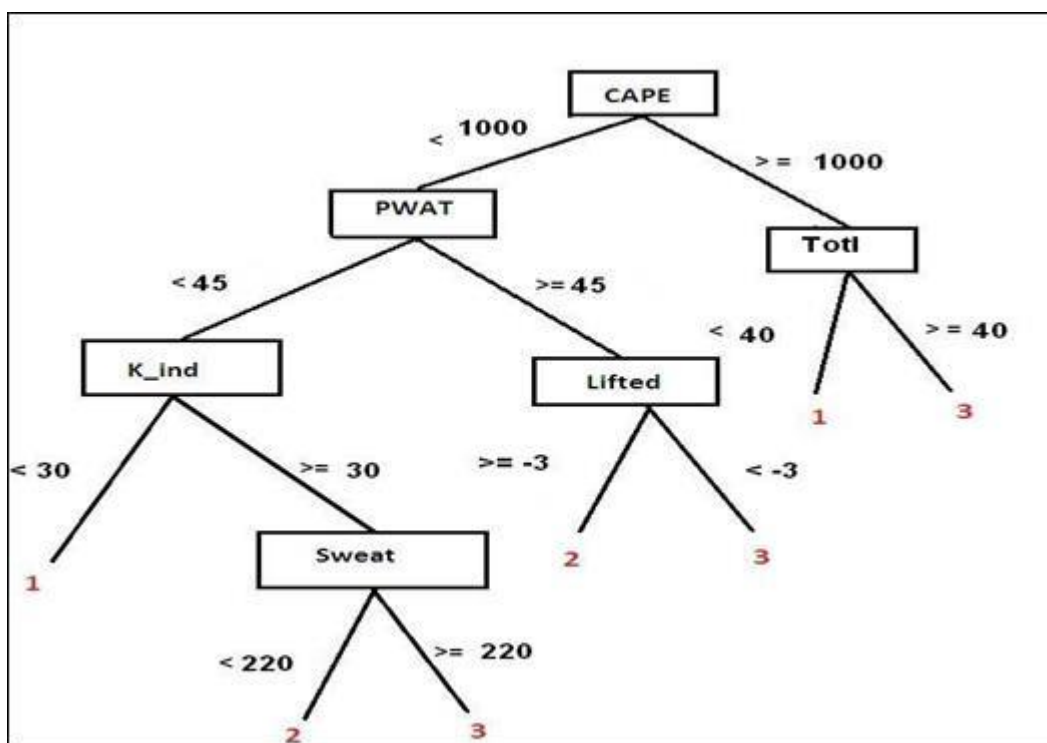 CAPE
< 1000
> = 1000
PWAT
Totl
< 45
>= 45
< 40
> = 40
K_ind
Lifted
1
3
< 30
>= 30
>= -3
< -3
Sweat
2
3
1
< 220
>= 220
2
3